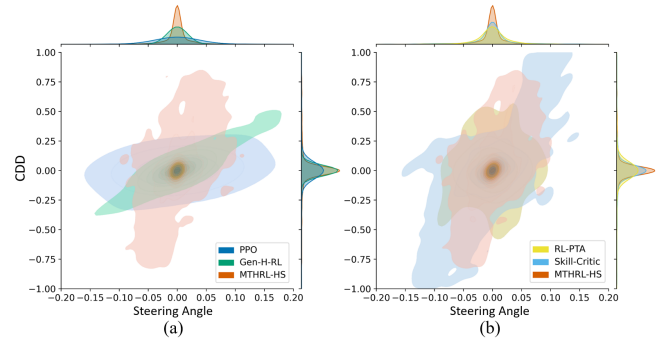 1.00
0.75
0.50
0.25
0.00
−0.25
−0.50
−0.75
−1.00
CDD
−0.20 −0.15 −0.10 −0.05 0.00 0.05 0.10 0.15 0.20
Steering Angle
PPO
Gen-H-RL
MTHRL-HS
(a)
1.00
0.75
0.50
0.25
0.00
−0.25
−0.50
−0.75
−1.00
−0.20 −0.15 −0.10 −0.05 0.00 0.05 0.10 0.15 0.20
Steering Angle
RL-PTA
Skill-Critic
MTHRL-HS
(b)